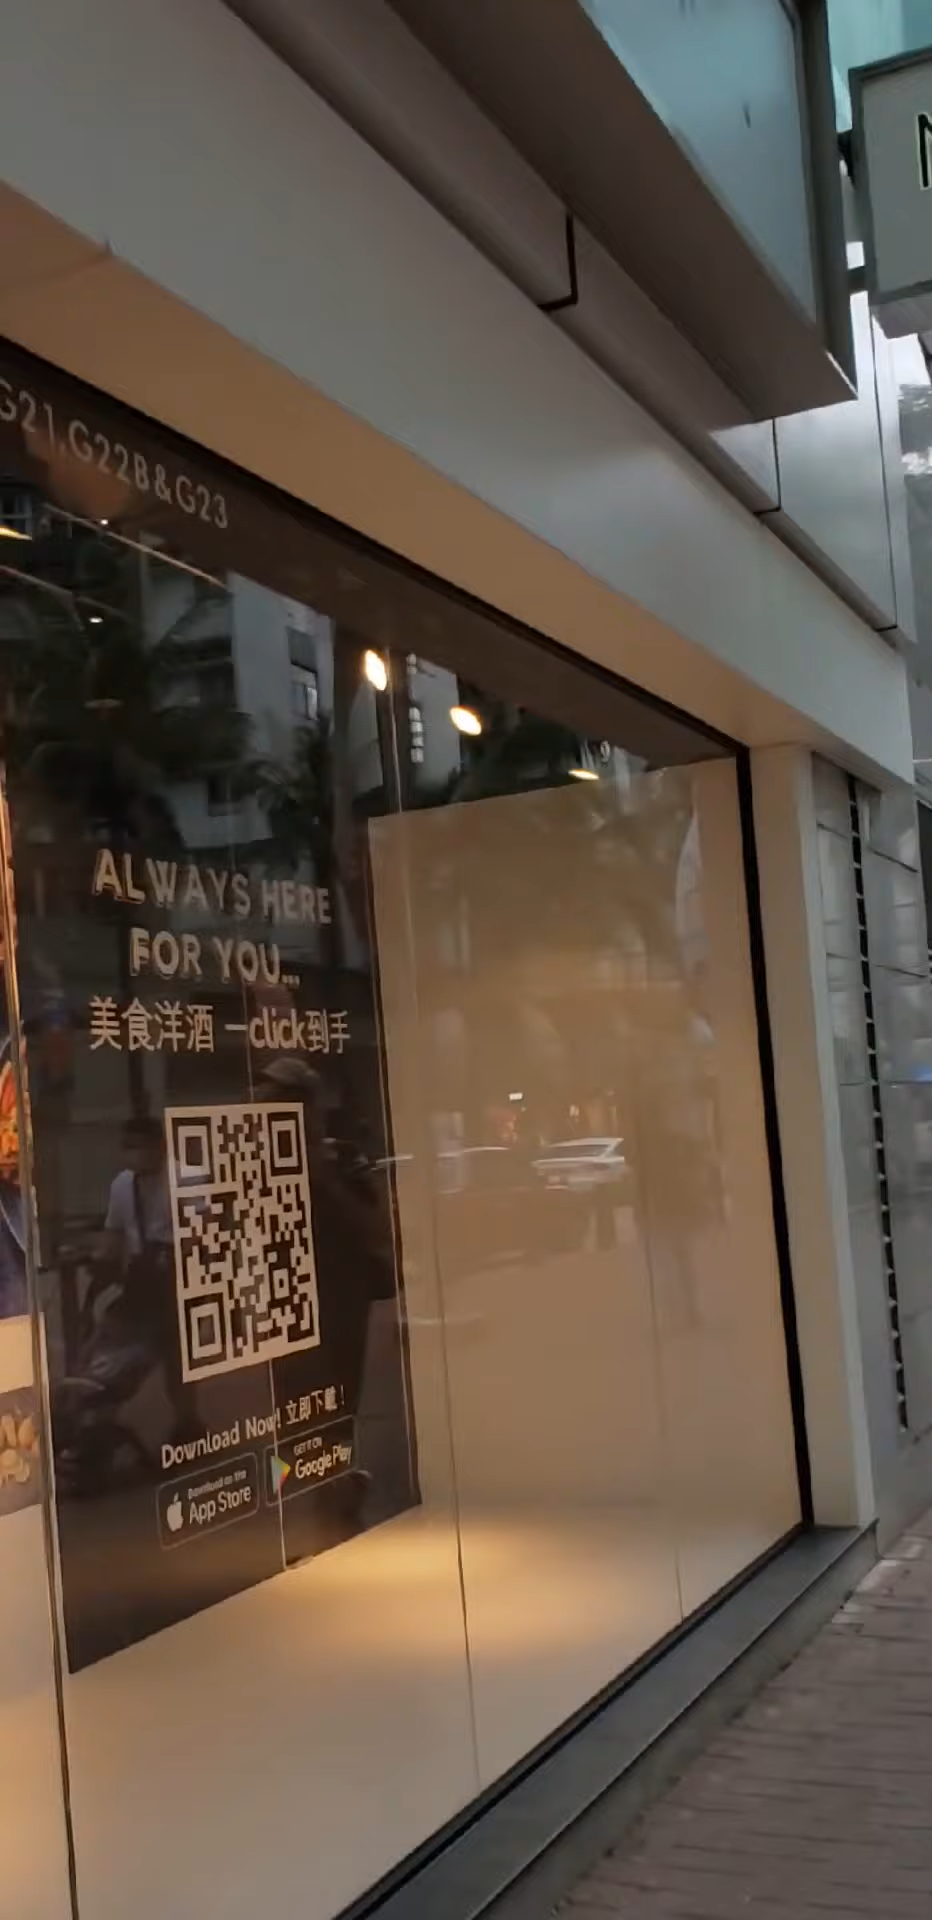 G21,G22B&G23
ALWAYS HERE
FOR YOU...
美食洋酒 一click到手
Download Now! 立即下載！
Download on the
App Store
GET IT ON
Google Play